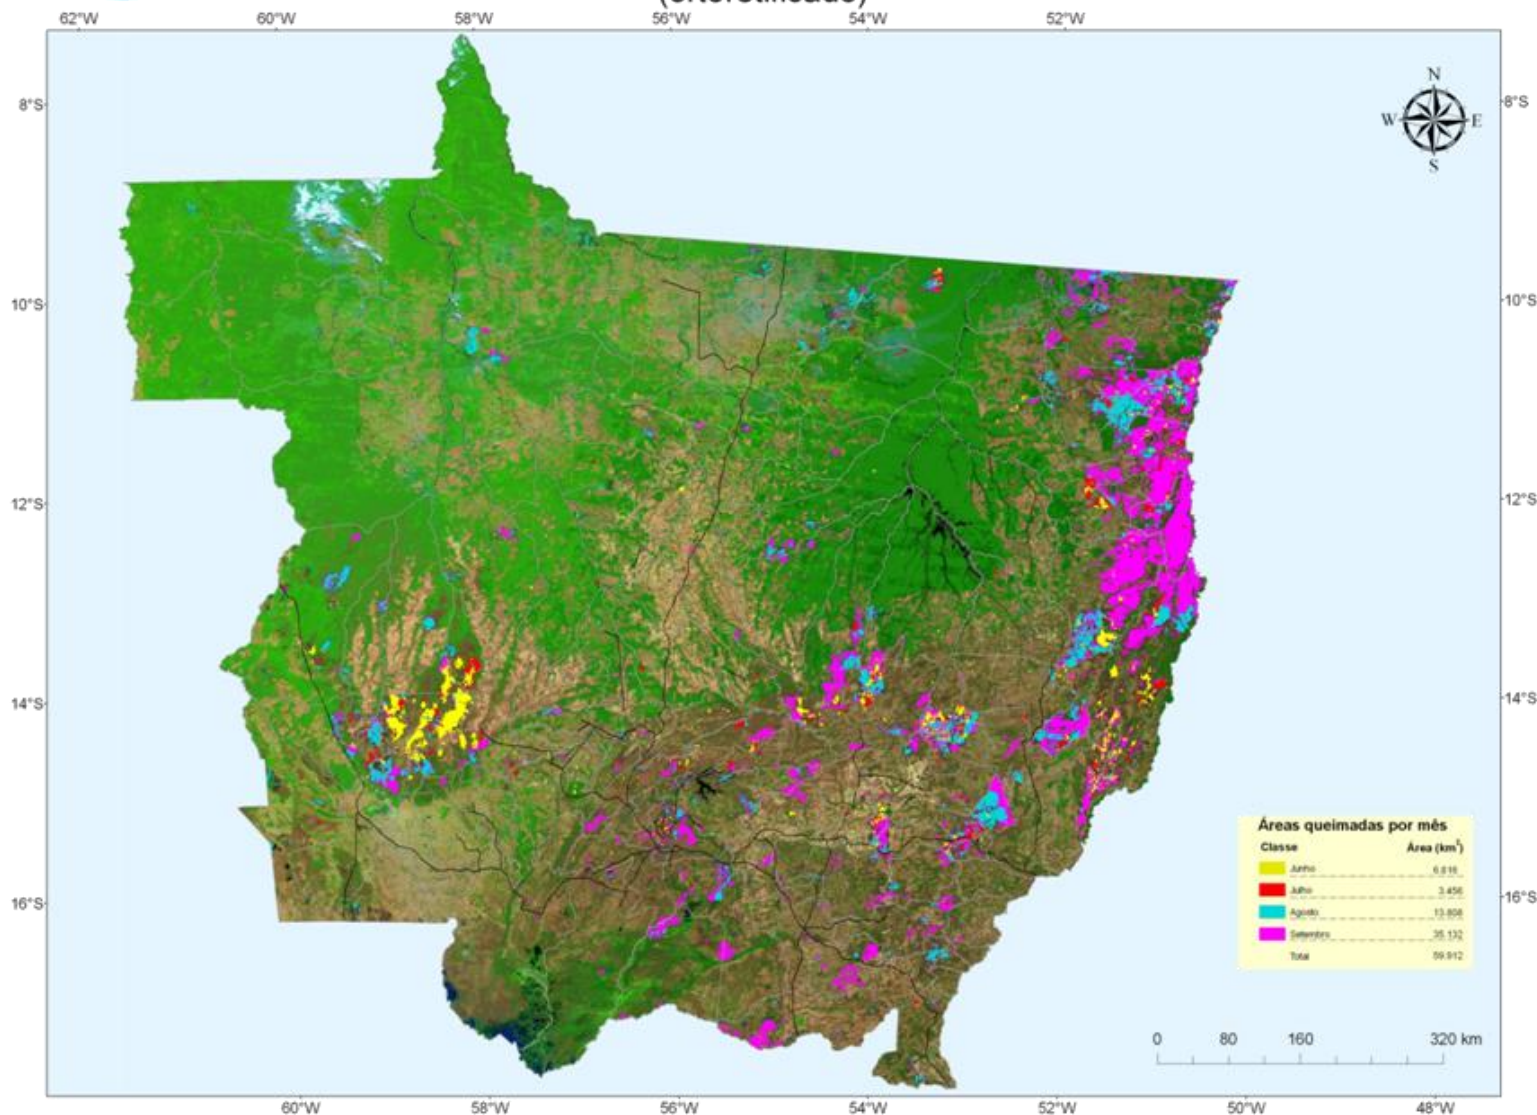 (ortoretificado)
62°W 60°W 58°W 56°W 54°W 52°W
N
W E
S
8°S 8°S
10°S 10°S
12°S 12°S
14°S 14°S
16°S 16°S
Áreas queimadas por mês
Classe Área (km²)
Junho 6.816
Julho 3.456
Agosto 13.808
Setembro 35.132
Total 59.912
0 80 160 320 km
60°W 58°W 56°W 54°W 52°W 50°W 48°W